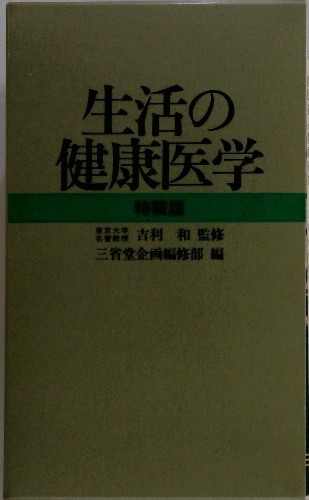 生活の
健康医学
特装版
東京大学
名誉教授 吉利 和 監修
三省堂企画編修部 編